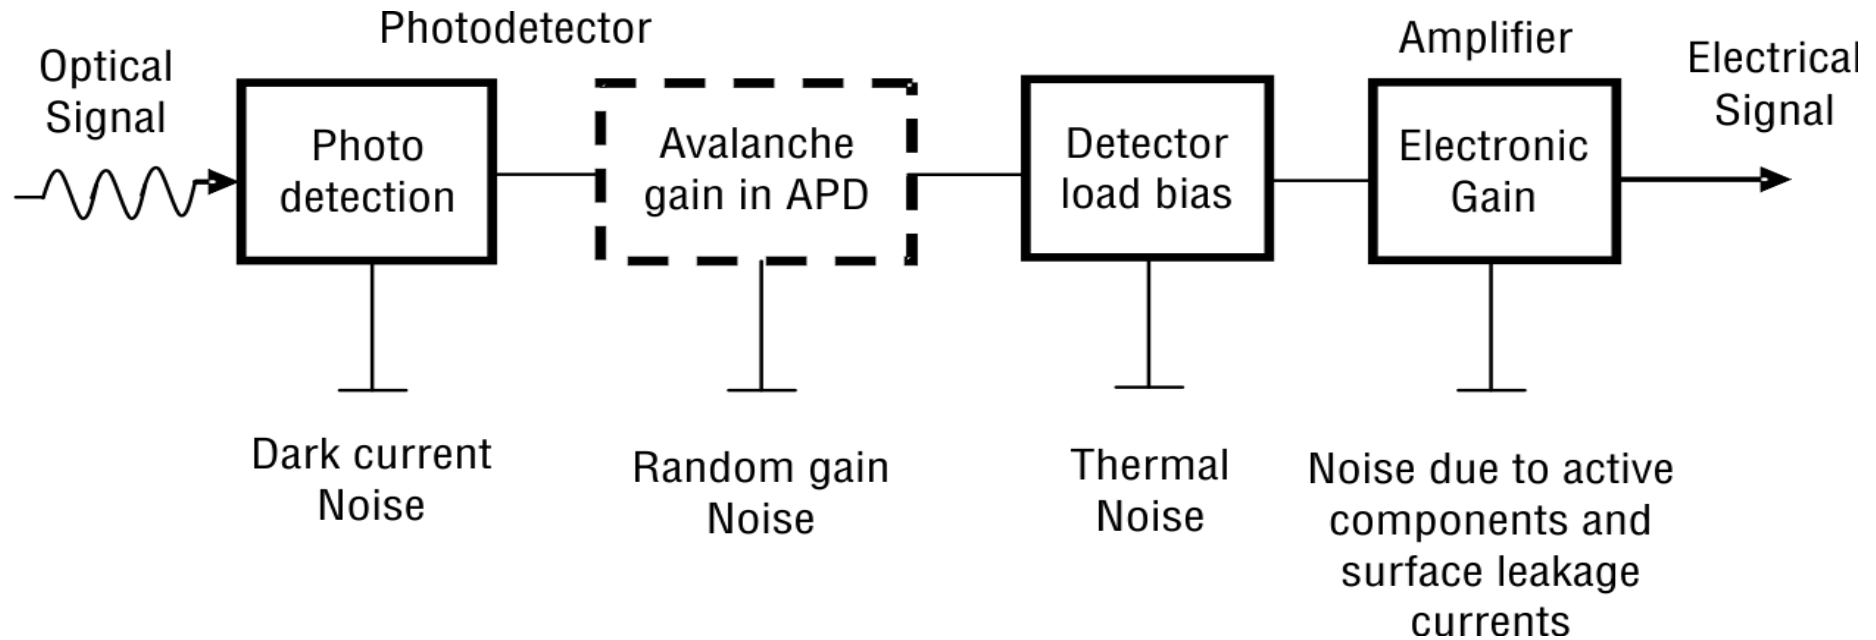 Photodetector
Amplifier
Optical
Signal
Electrical
Signal
Photo
detection
Avalanche
gain in APD
Detector
load bias
Electronic
Gain
Dark current
Noise
Random gain
Noise
Thermal
Noise
Noise due to active
components and
surface leakage
currents